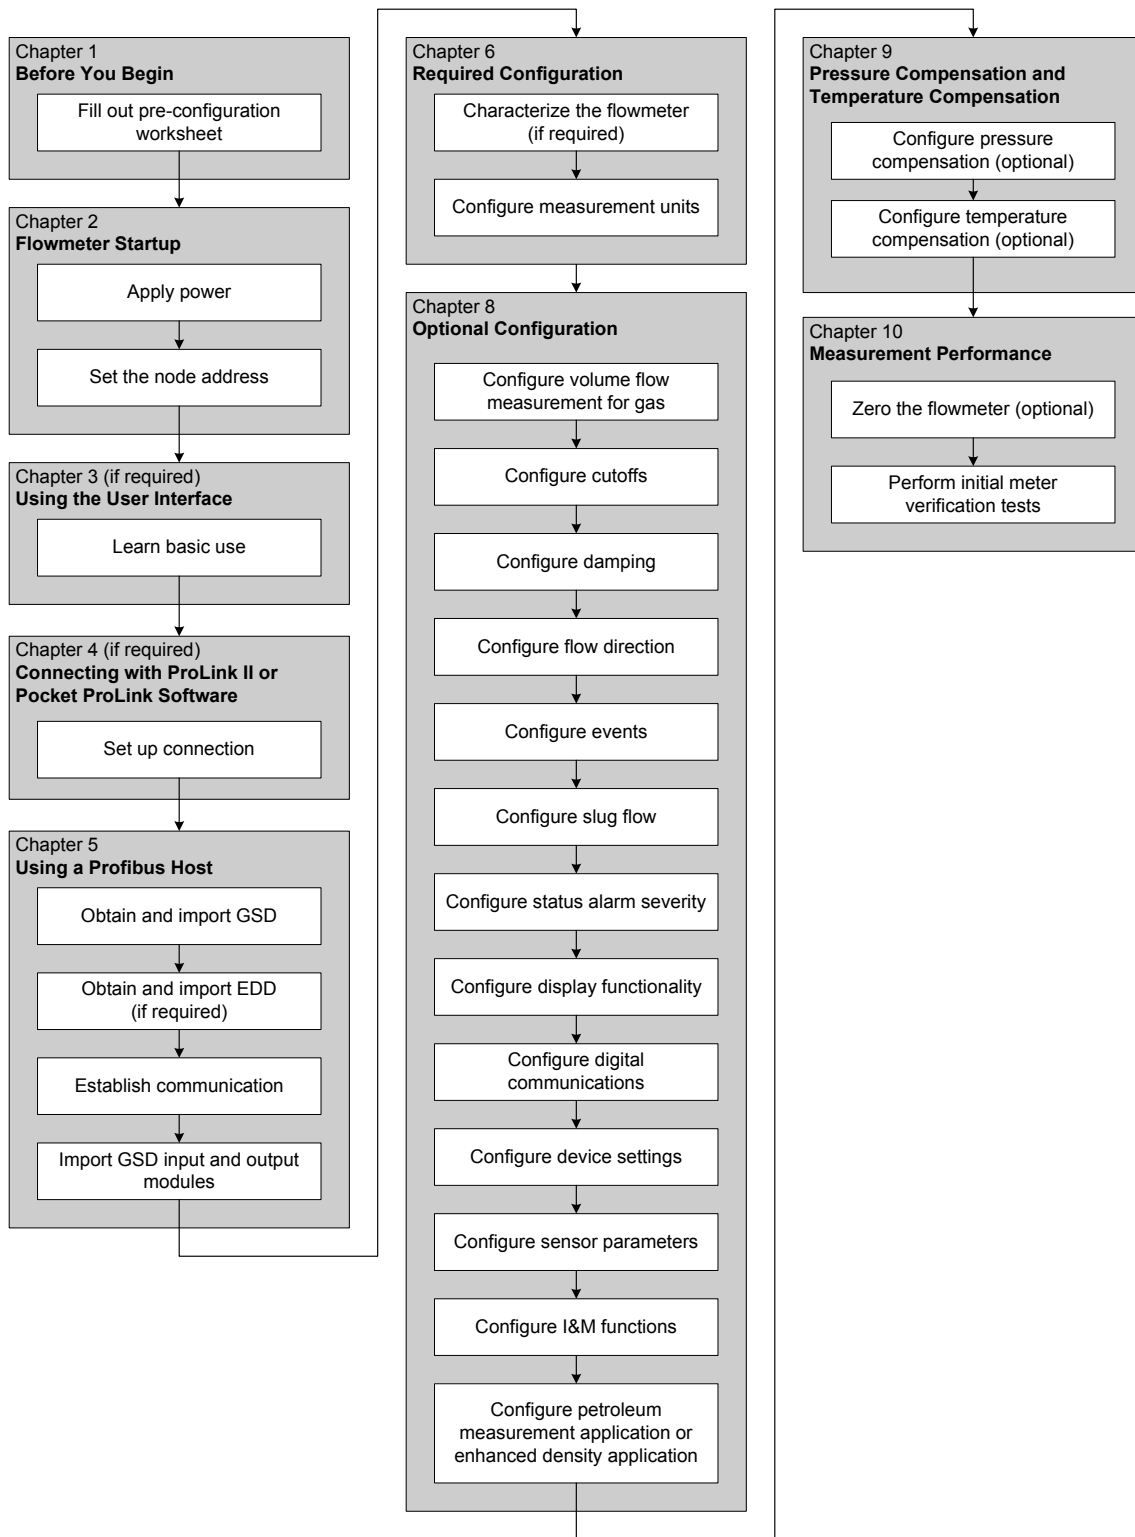 Chapter 1
Before You Begin
Fill out pre-configuration
worksheet
Chapter 2
Flowmeter Startup
Apply power
Set the node address
Chapter 3 (if required)
Using the User Interface
Learn basic use
Chapter 4 (if required)
Connecting with ProLink II or
Pocket ProLink Software
Set up connection
Chapter 5
Using a Profibus Host
Obtain and import GSD
Obtain and import EDD
(if required)
Establish communication
Import GSD input and output
modules
Chapter 6
Required Configuration
Characterize the flowmeter
(if required)
Configure measurement units
Chapter 8
Optional Configuration
Configure volume flow
measurement for gas
Configure cutoffs
Configure damping
Configure flow direction
Configure events
Configure slug flow
Configure status alarm severity
Configure display functionality
Configure digital
communications
Configure device settings
Configure sensor parameters
Configure I&M functions
Configure petroleum
measurement application or
enhanced density application
Chapter 9
Pressure Compensation and
Temperature Compensation
Configure pressure
compensation (optional)
Configure temperature
compensation (optional)
Chapter 10
Measurement Performance
Zero the flowmeter (optional)
Perform initial meter
verification tests